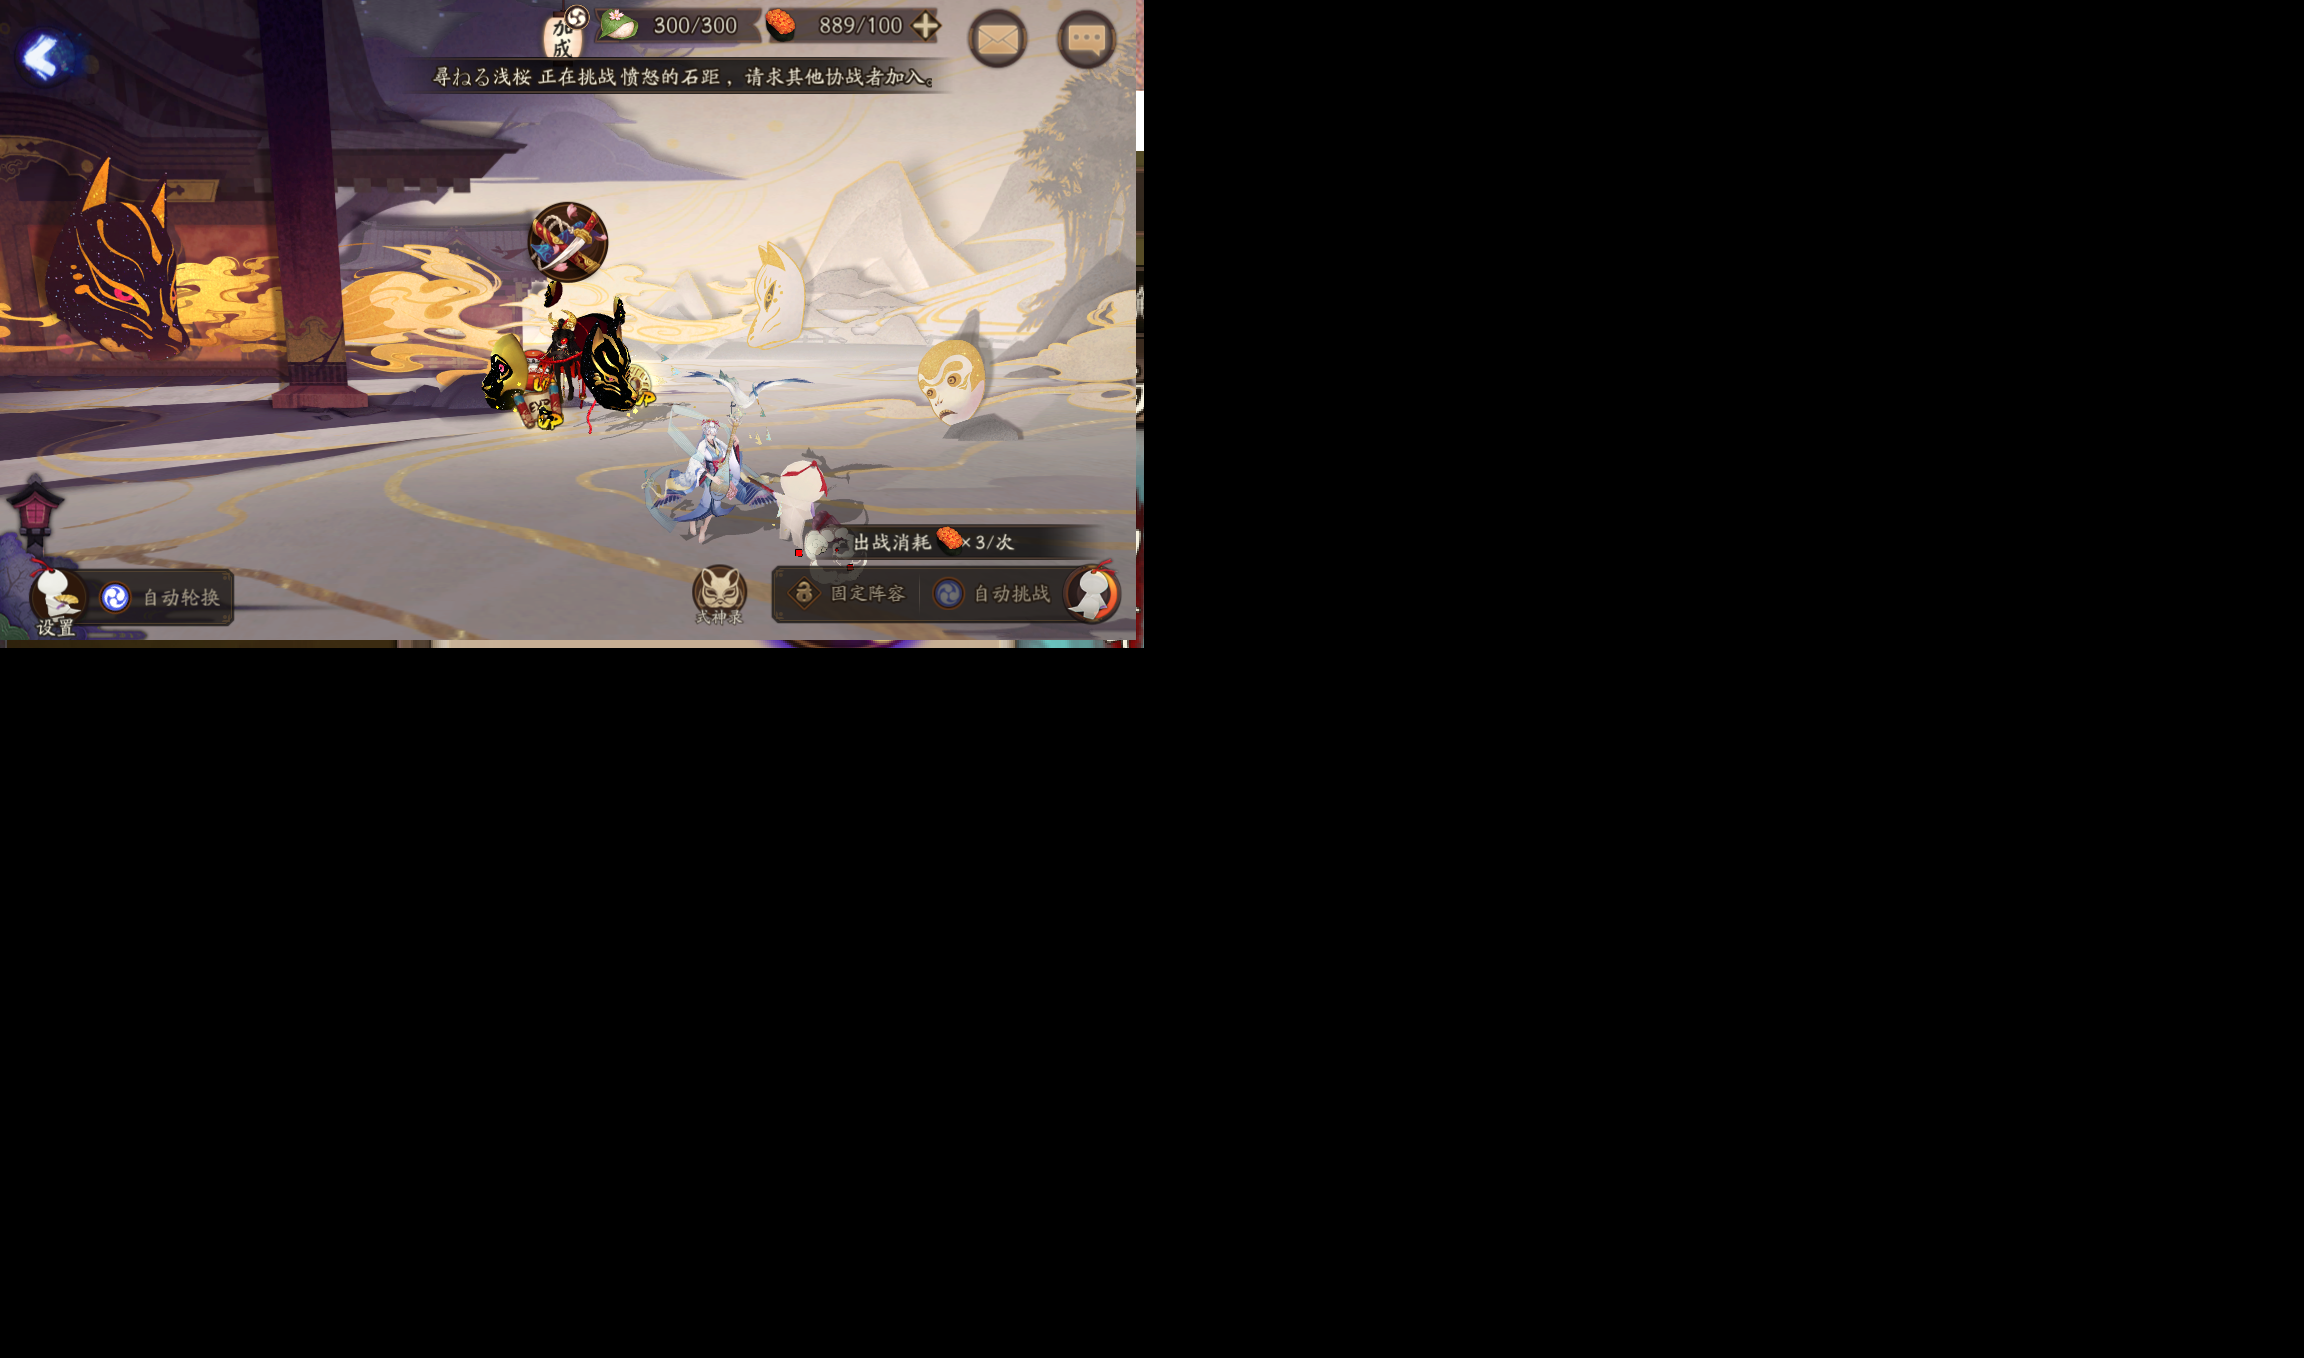 加成
300/300
889/100
尋ねる浅桜 正在挑战 愤怒的石距，请求其他协战者加入。
出战消耗 ×3/次
设置
自动轮换
式神录
固定阵容
自动挑战